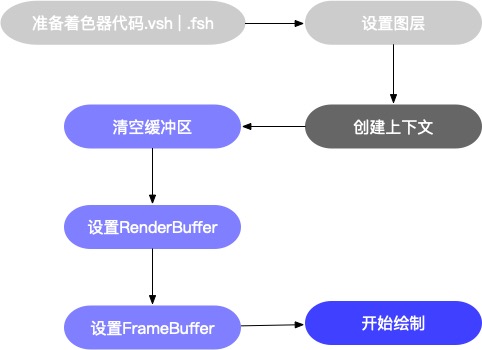 准备着色器代码.vsh | .fsh
设置图层
创建上下文
清空缓冲区
设置RenderBuffer
设置FrameBuffer
开始绘制